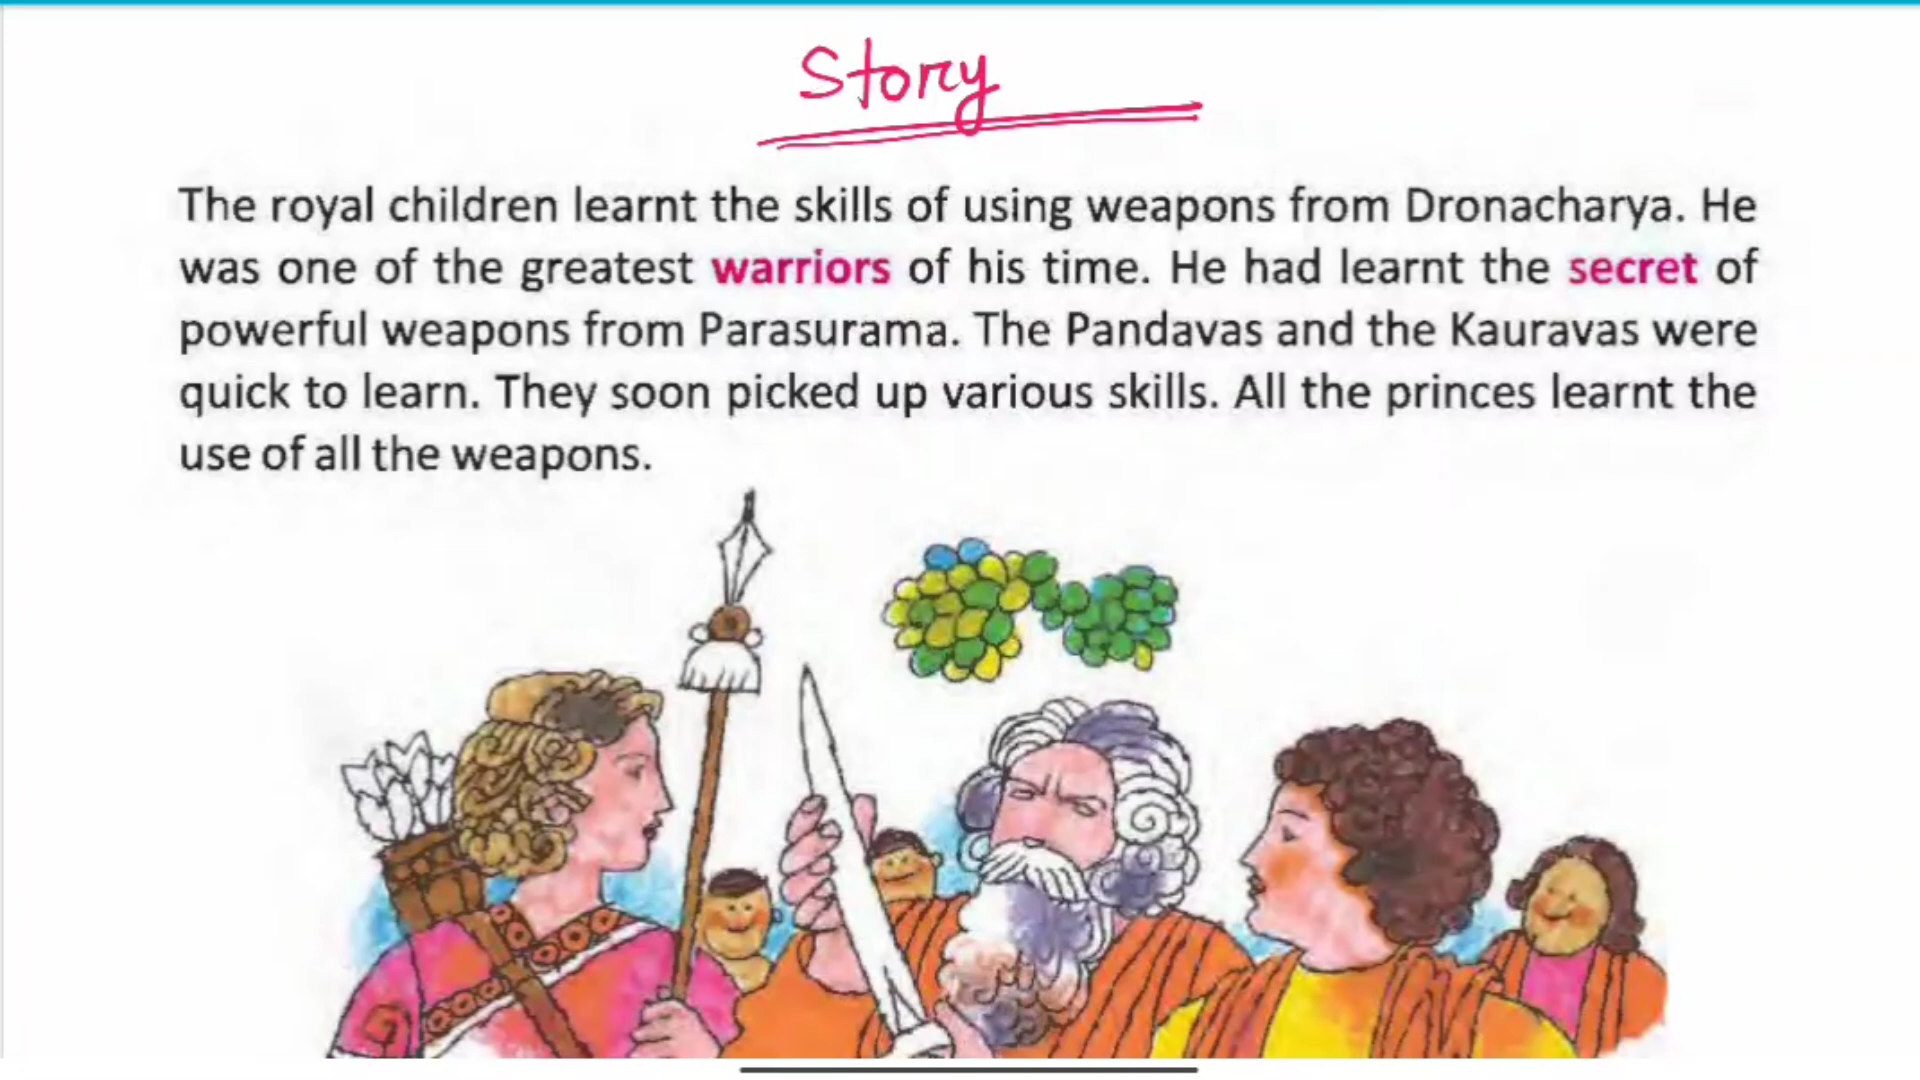 Story
The royal children learnt the skills of using weapons from Dronacharya. He
was one of the greatest warriors of his time. He had learnt the secret of
powerful weapons from Parasurama. The Pandavas and the Kauravas were
quick to learn. They soon picked up various skills. All the princes learnt the
use of all the weapons.